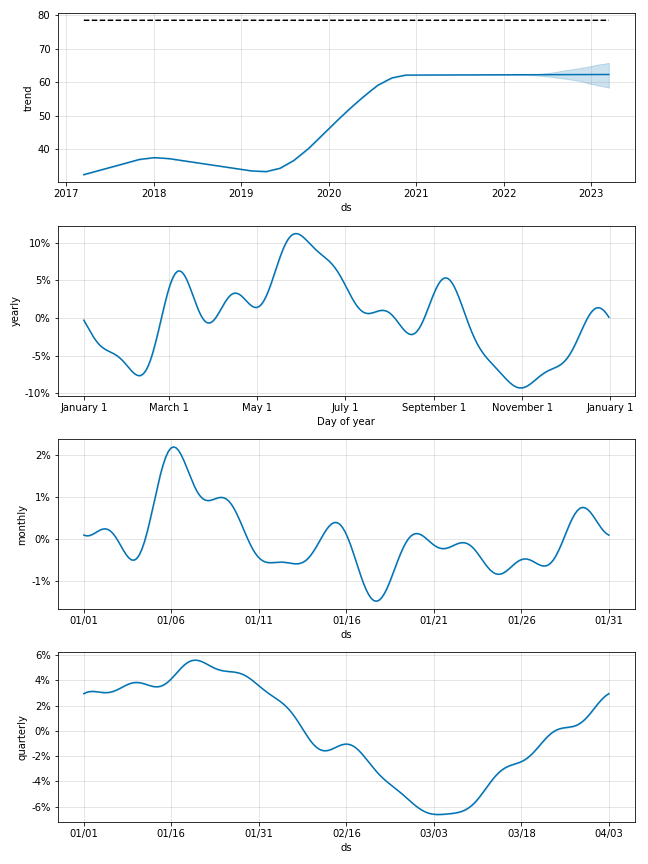 80
70
60
50
40
trend
2017 2018 2019 2020 2021 2022 2023
ds
10%
5%
0%
-5%
-10%
yearly
January 1 March 1 May 1 July 1 September 1 November 1 January 1
Day of year
2%
1%
0%
-1%
monthly
01/01 01/06 01/11 01/16 01/21 01/26 01/31
ds
6%
4%
2%
0%
-2%
-4%
-6%
quarterly
01/01 01/16 01/31 02/16 03/03 03/18 04/03
ds